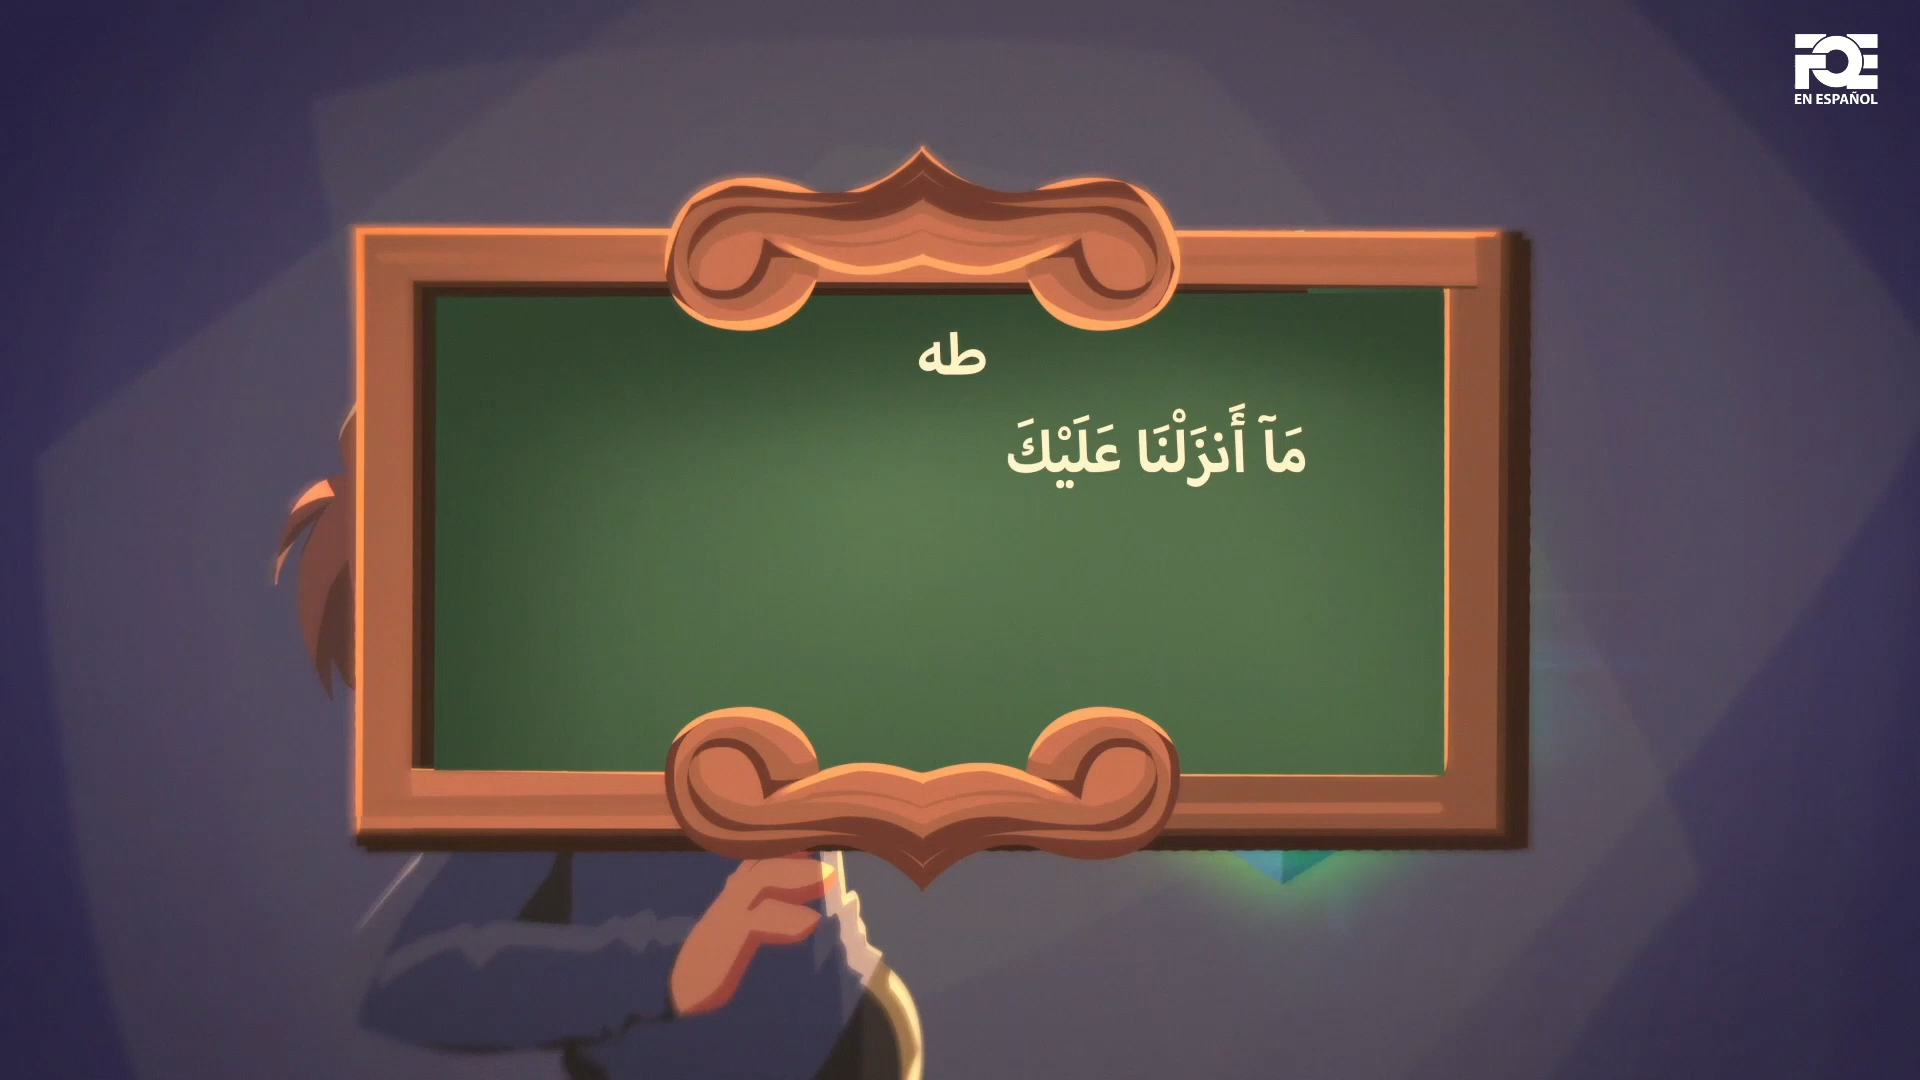 FOE
EN ESPAÑOL
طه
مَآ أَنزَلْنَا عَلَيْكَ